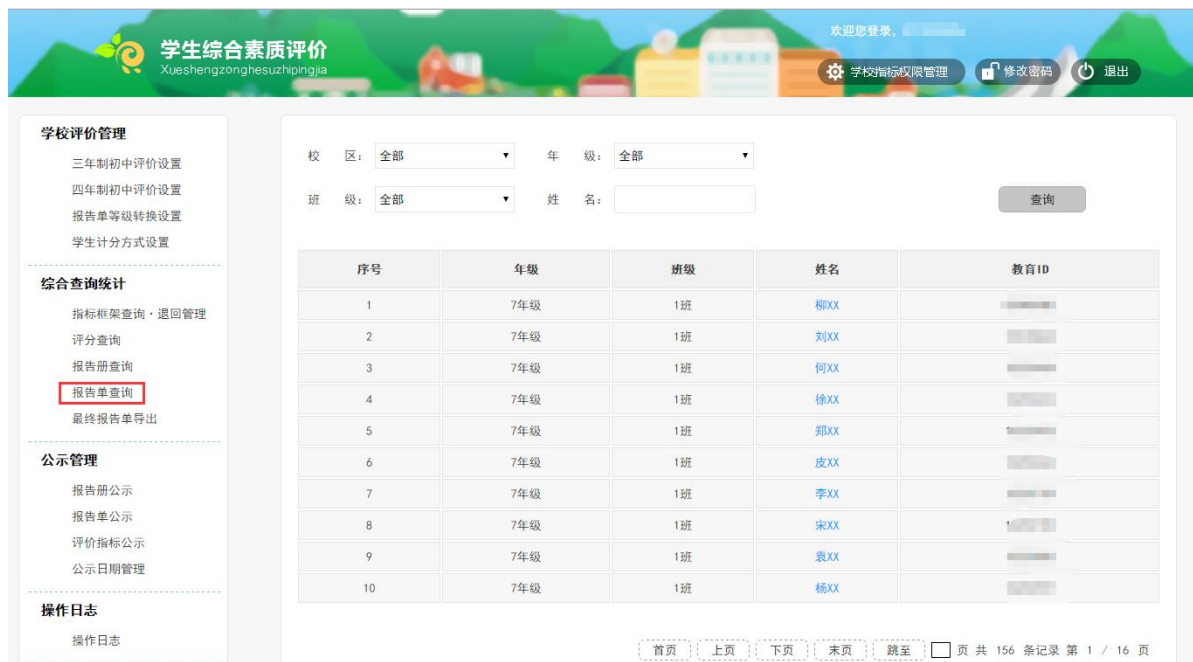 欢迎您登录，
学生综合素质评价
Xueshengzonghesuzhipingjia
学校指标权限管理 修改密码 退出
学校评价管理
三年制初中评价设置
四年制初中评价设置
报告单等级转换设置
学生计分方式设置
综合查询统计
指标框架查询·退回管理
评分查询
报告册查询
报告单查询
最终报告单导出
公示管理
报告册公示
报告单公示
评价指标公示
公示日期管理
操作日志
操作日志
校 区： 全部 年 级： 全部
班 级： 全部 姓 名： 查询
序号 年级 班级 姓名 教育ID
1 7年级 1班 柳XX
2 7年级 1班 刘XX
3 7年级 1班 何XX
4 7年级 1班 徐XX
5 7年级 1班 郑XX
6 7年级 1班 皮XX
7 7年级 1班 李XX
8 7年级 1班 宋XX
9 7年级 1班 袁XX
10 7年级 1班 杨XX
首页 上页 下页 末页 跳至 页 共 156 条记录 第 1 / 16 页